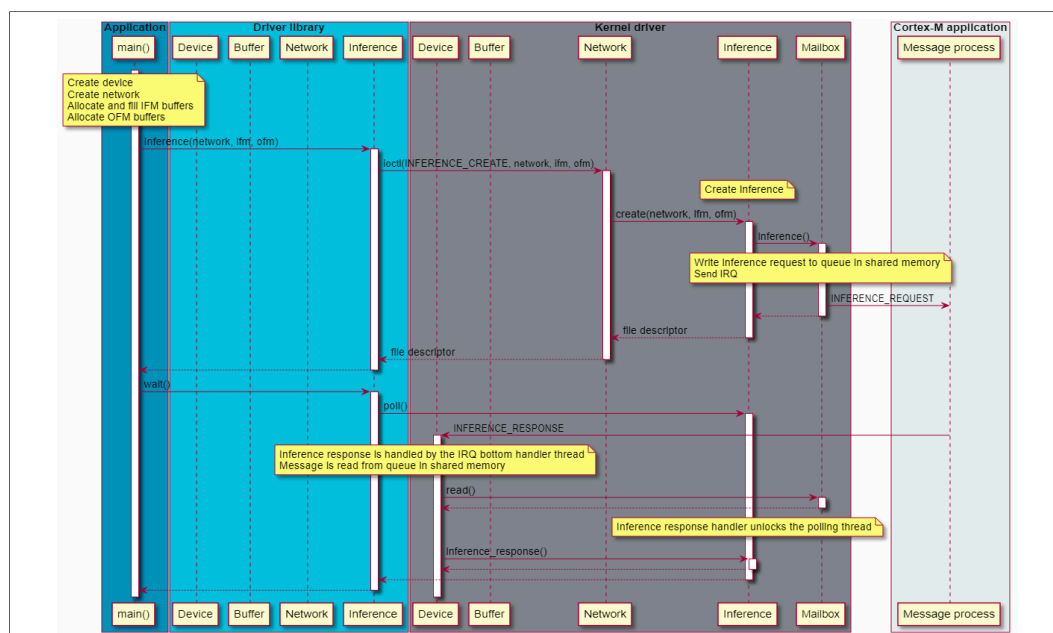 Application Driver library Kernel driver Cortex-M application
main() Device Buffer Network Inference Device Buffer Network Inference Mailbox Message process
Create device
Create network
Allocate and fill IFM buffers
Allocate OFM buffers
Inference(network, ifm, ofm)
ioctl(INFERENCE_CREATE, network, ifm, ofm)
Create Inference
create(network, ifm, ofm)
Inference()
Write Inference request to queue in shared memory
Send IRQ
INFERENCE_REQUEST
file descriptor
file descriptor
wait()
poll()
INFERENCE_RESPONSE
Inference response is handled by the IRQ bottom handler thread
Message is read from queue in shared memory
read()
Inference response handler unlocks the polling thread
Inference_response()
main() Device Buffer Network Inference Device Buffer Network Inference Mailbox Message process